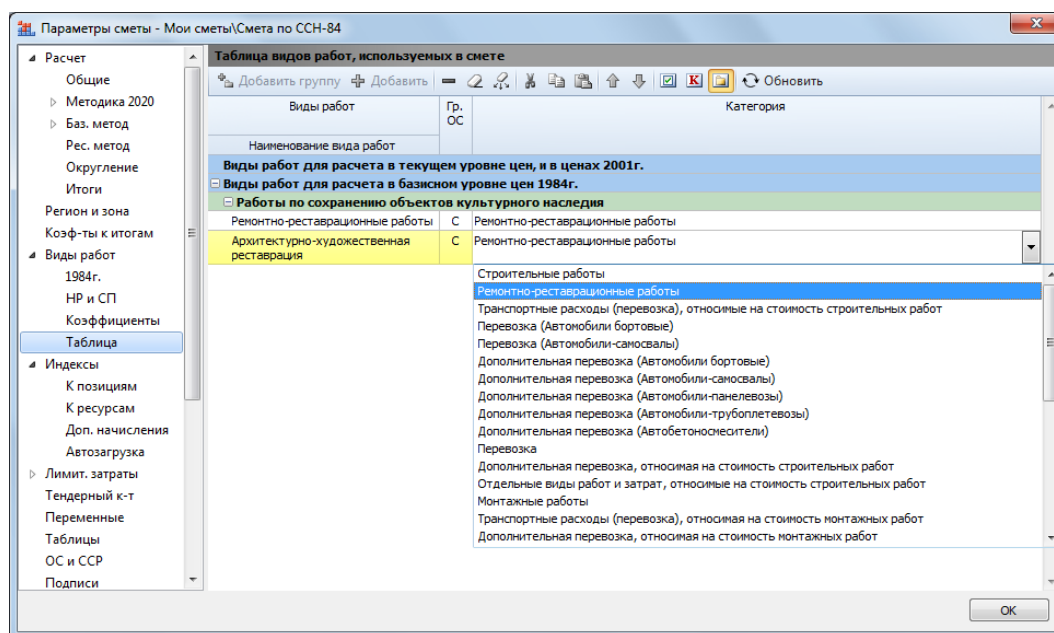 Параметры сметы - Мои сметы\Смета по ССН-84
Расчет
Общие
Методика 2020
Баз. метод
Рес. метод
Округление
Итоги
Регион и зона
Коэф-ты к итогам
Виды работ
1984г.
НР и СП
Коэффициенты
Таблица
Индексы
К позициям
К ресурсам
Доп. начисления
Автозагрузка
Лимит. затраты
Тендерный к-т
Переменные
Таблицы
ОС и ССР
Подписи
Таблица видов работ, используемых в смете
Добавить группу Добавить K Обновить
Виды работ Гр. ОС Категория
Наименование вида работ
Виды работ для расчета в текущем уровне цен, и в ценах 2001г.
Виды работ для расчета в базисном уровне цен 1984г.
Работы по сохранению объектов культурного наследия
Ремонтно-реставрационные работы С Ремонтно-реставрационные работы
Архитектурно-художественная С Ремонтно-реставрационные работы
реставрация
Строительные работы
Ремонтно-реставрационные работы
Транспортные расходы (перевозка), относимые на стоимость строительных работ
Перевозка (Автомобили бортовые)
Перевозка (Автомобили-самосвалы)
Дополнительная перевозка (Автомобили бортовые)
Дополнительная перевозка (Автомобили-самосвалы)
Дополнительная перевозка (Автомобили-панелевозы)
Дополнительная перевозка (Автомобили-трубоплетевозы)
Дополнительная перевозка (Автобетоносмесители)
Перевозка
Дополнительная перевозка, относимая на стоимость строительных работ
Отдельные виды работ и затрат, относимые на стоимость строительных работ
Монтажные работы
Транспортные расходы (перевозка), относимая на стоимость монтажных работ
Дополнительная перевозка, относимая на стоимость монтажных работ
ОК